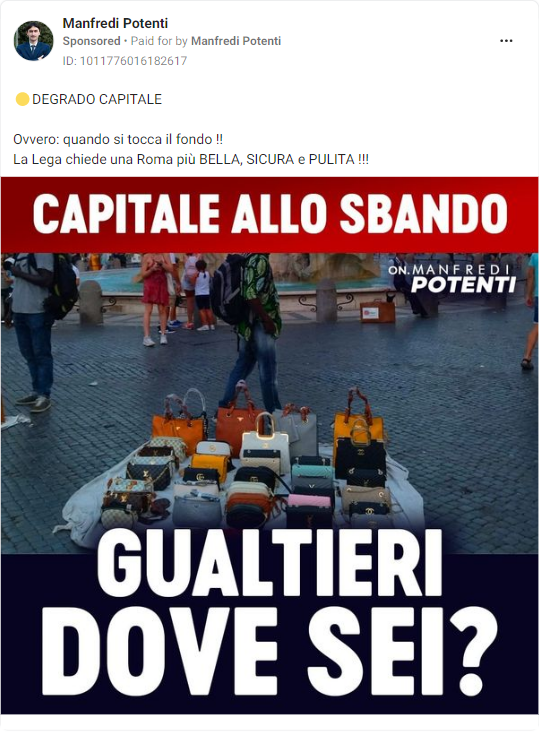 Manfredi Potenti
Sponsored • Paid for by Manfredi Potenti
ID: 1011776016182617
DEGRADO CAPITALE
Ovvero: quando si tocca il fondo !!
La Lega chiede una Roma più BELLA, SICURA e PULITA !!!
CAPITALE ALLO SBANDO
ON. MANFREDI
POTENTI
GUALTIERI
DOVE SEI?